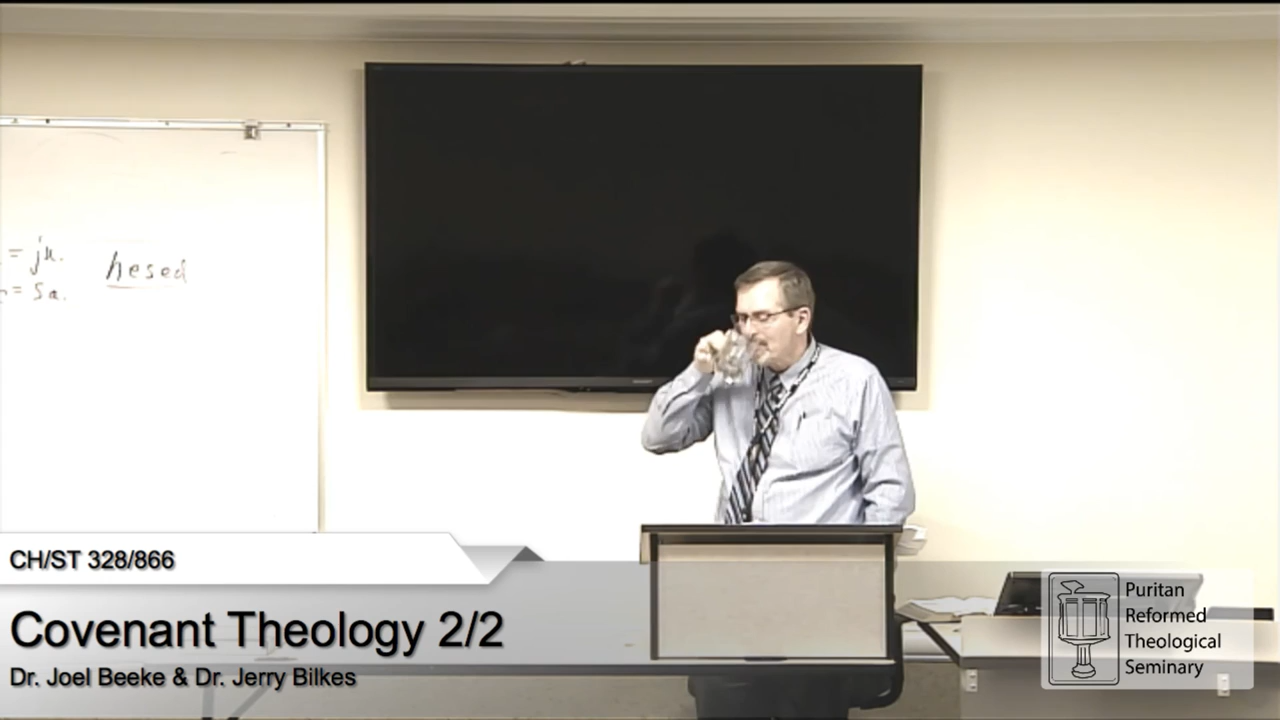 = ju.
hesed
= sa.
CH/ST 328/866
Covenant Theology 2/2
Dr. Joel Beeke & Dr. Jerry Bilkes
Puritan
Reformed
Theological
Seminary